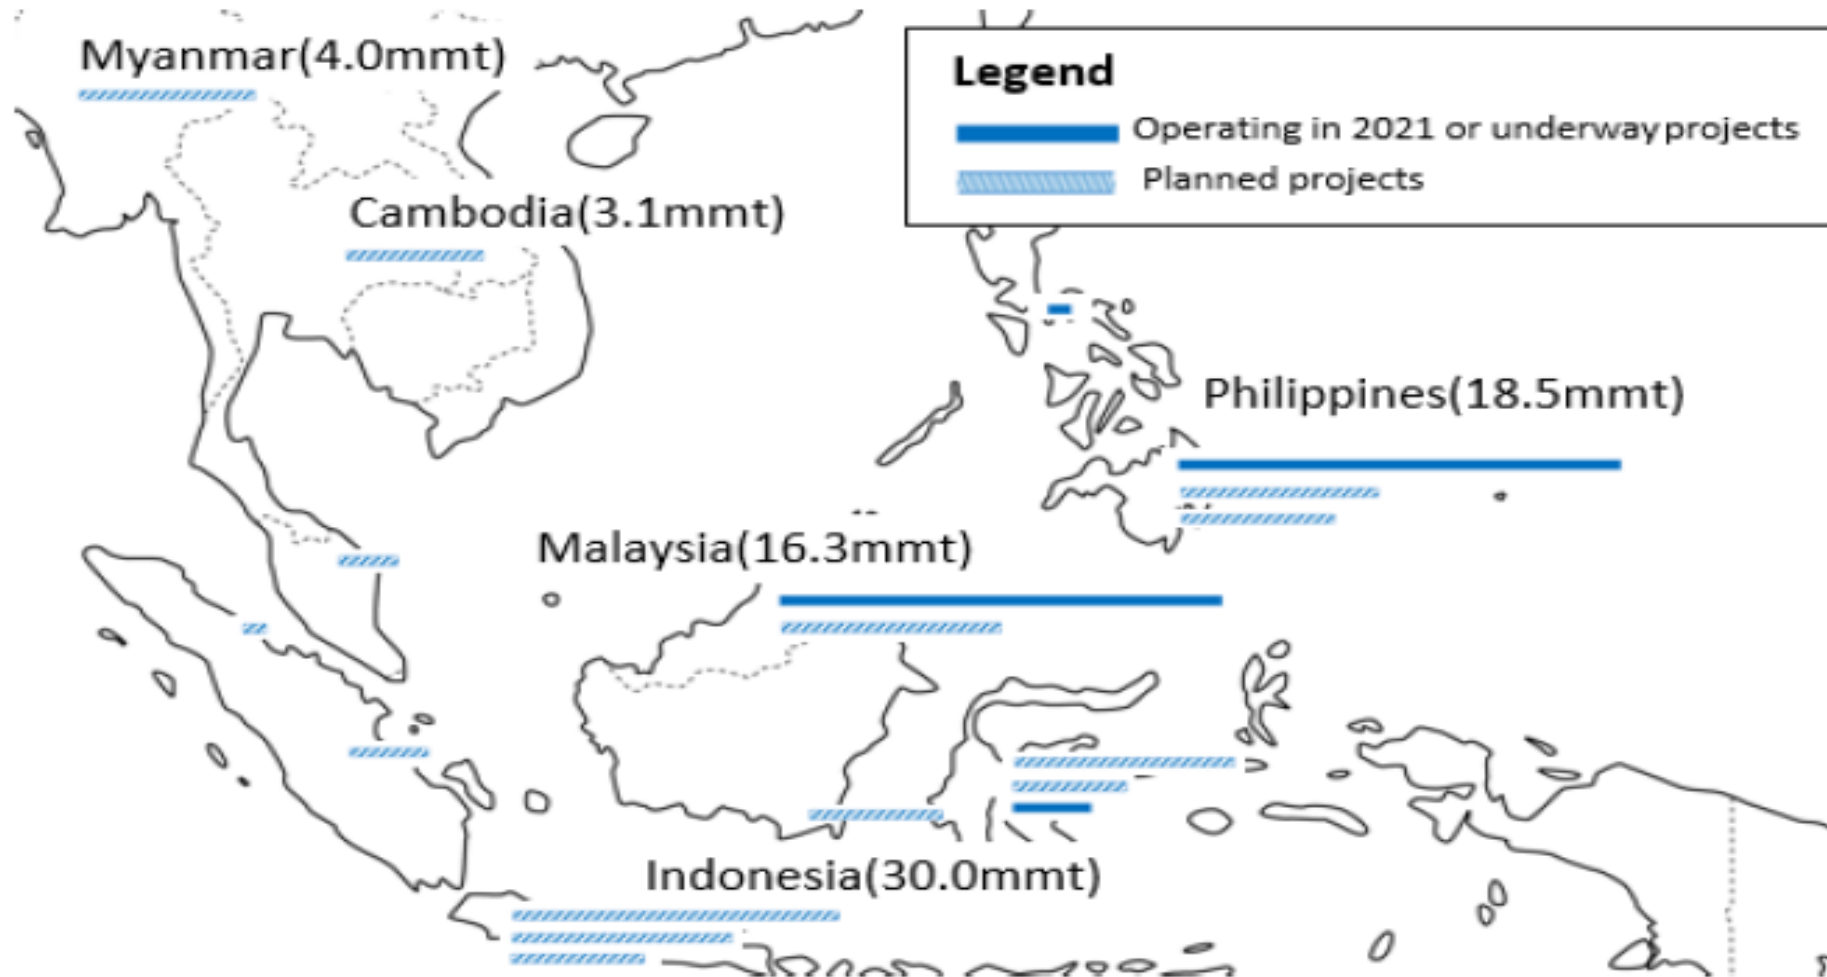 Myanmar(4.0mmt)
Legend
Operating in 2021 or underway projects
Planned projects
Cambodia(3.1mmt)
Philippines(18.5mmt)
Malaysia(16.3mmt)
Indonesia(30.0mmt)